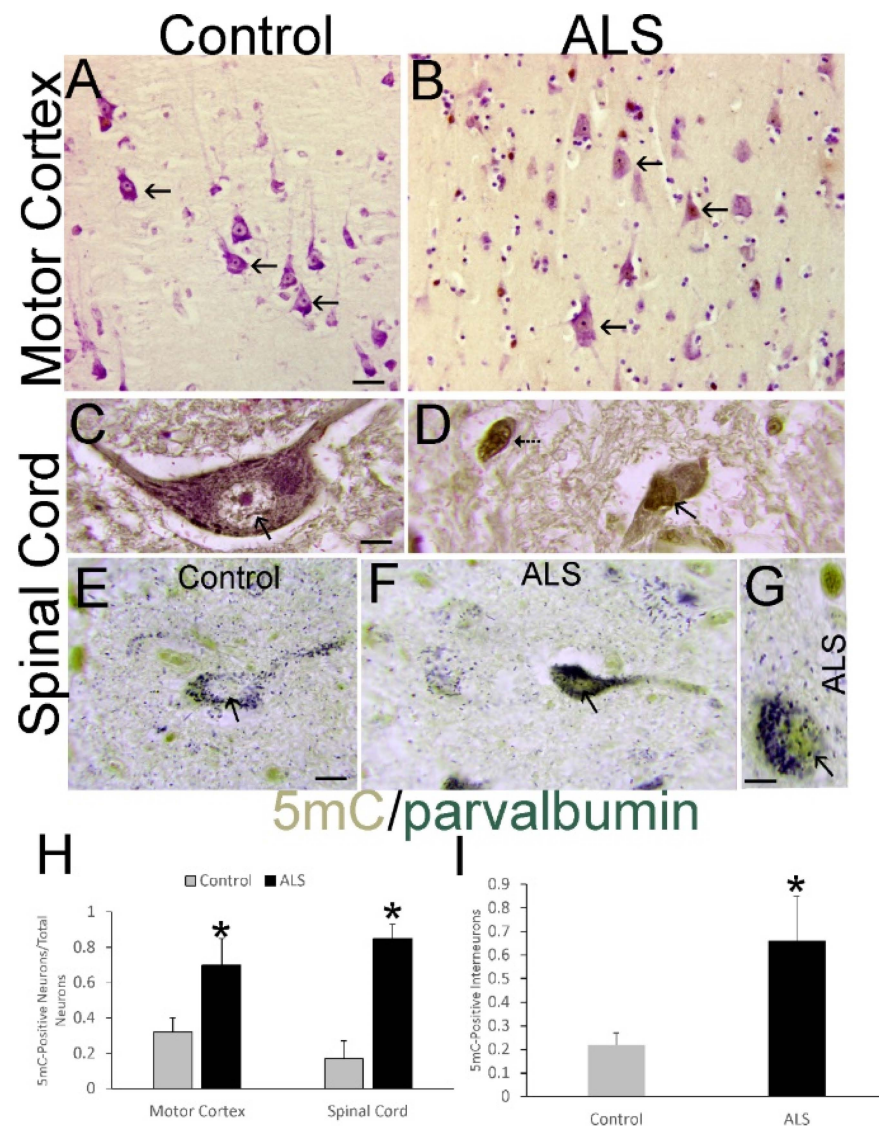 Control ALS
Motor Cortex
A B
Spinal Cord
C D
E Control F ALS G ALS
5mC/parvalbumin
H
Control ALS
5mC-Positive Neurons/Total
Neurons
1
0.8
0.6
0.4
0.2
0
* *
Motor Cortex Spinal Cord
I
5mC-Positive Interneurons
0.9
0.8
0.7
0.6
0.5
0.4
0.3
0.2
0.1
0
*
Control ALS